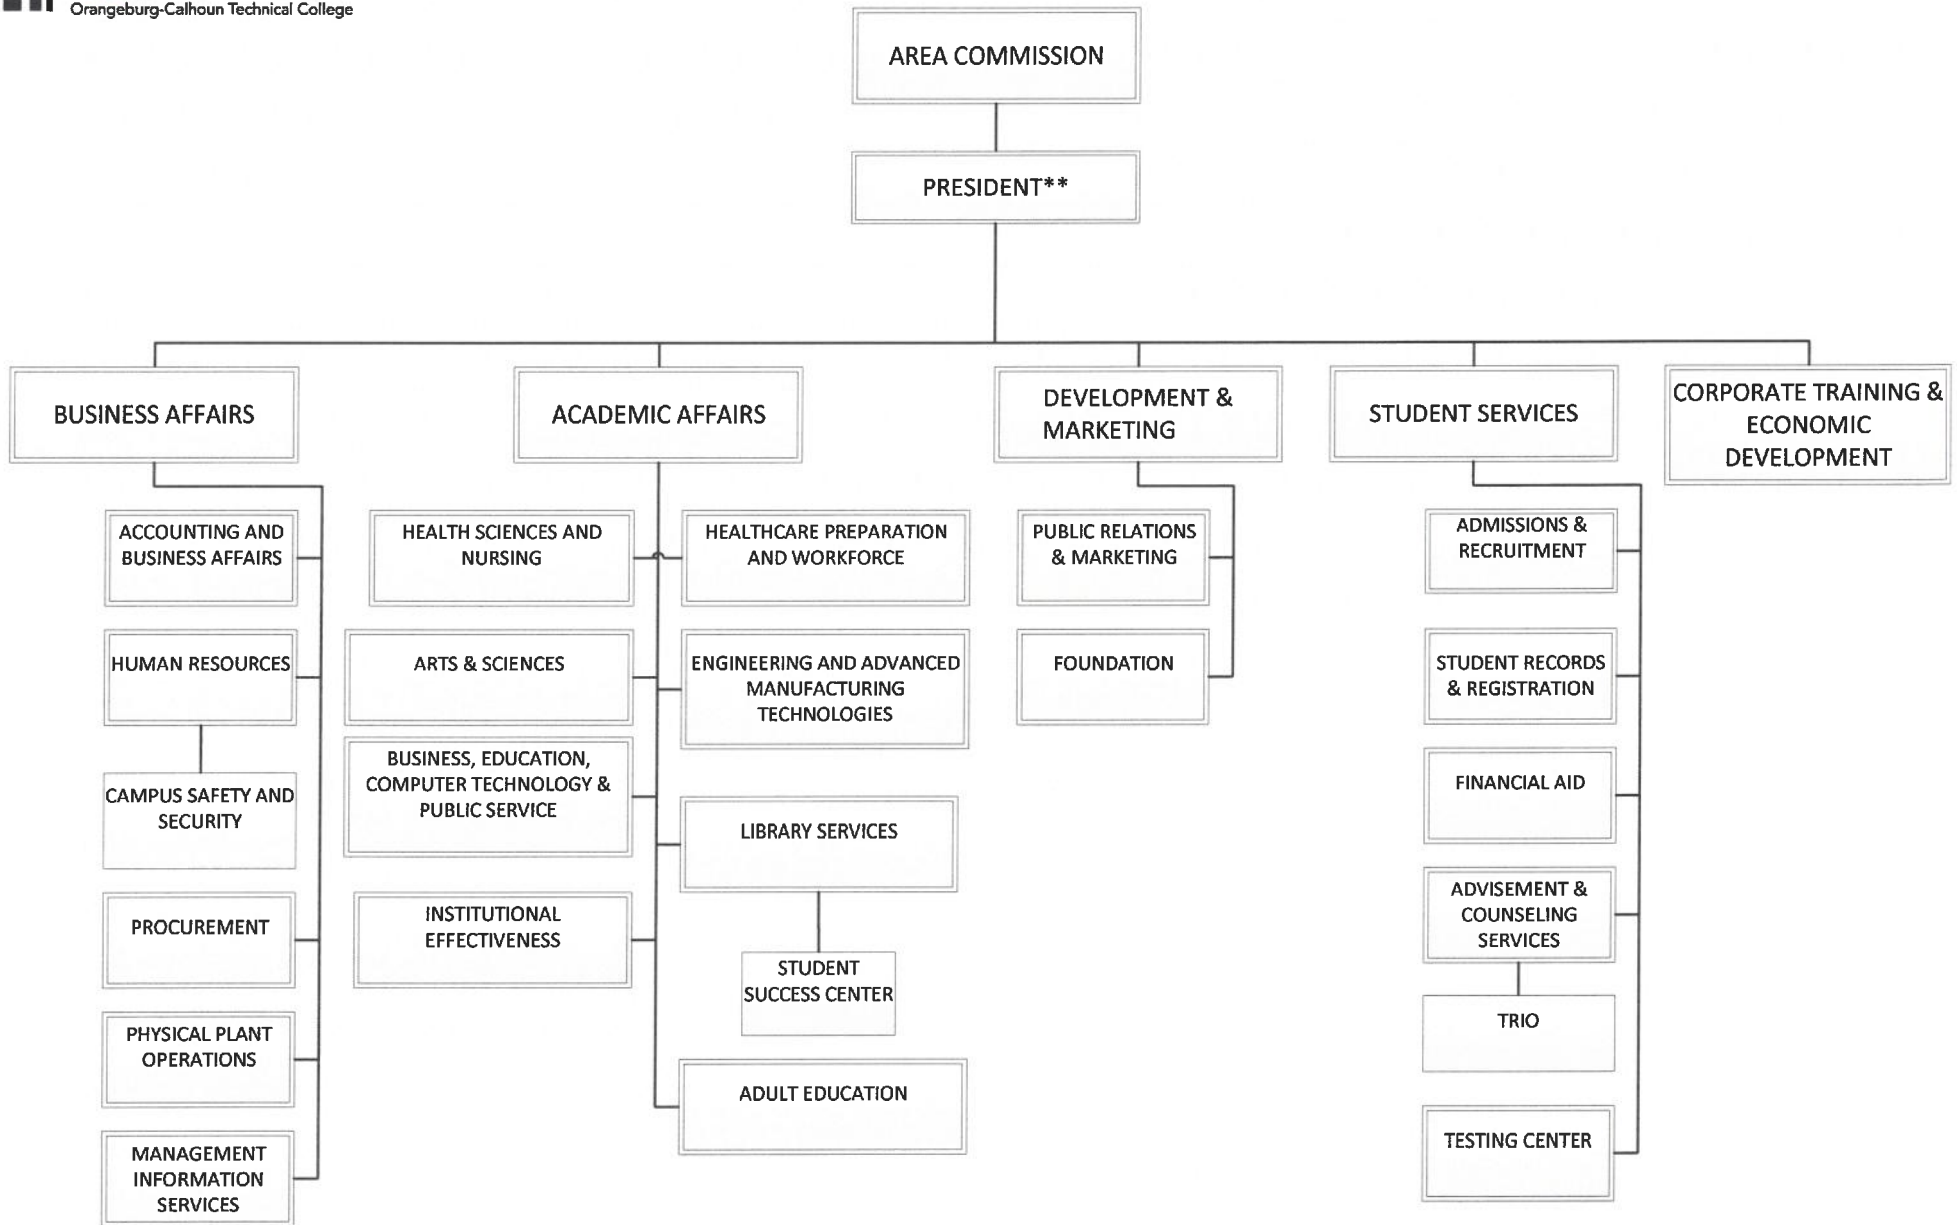 Orangeburg-Calhoun Technical College
AREA COMMISSION
PRESIDENT**
BUSINESS AFFAIRS
ACADEMIC AFFAIRS
DEVELOPMENT &
MARKETING
STUDENT SERVICES
CORPORATE TRAINING &
ECONOMIC
DEVELOPMENT
ACCOUNTING AND
BUSINESS AFFAIRS
HUMAN RESOURCES
CAMPUS SAFETY AND
SECURITY
PROCUREMENT
PHYSICAL PLANT
OPERATIONS
MANAGEMENT
INFORMATION
SERVICES
HEALTH SCIENCES AND
NURSING
ARTS & SCIENCES
BUSINESS, EDUCATION,
COMPUTER TECHNOLOGY &
PUBLIC SERVICE
INSTITUTIONAL
EFFECTIVENESS
HEALTHCARE PREPARATION
AND WORKFORCE
ENGINEERING AND ADVANCED
MANUFACTURING
TECHNOLOGIES
LIBRARY SERVICES
STUDENT
SUCCESS CENTER
ADULT EDUCATION
PUBLIC RELATIONS
& MARKETING
FOUNDATION
ADMISSIONS &
RECRUITMENT
STUDENT RECORDS
& REGISTRATION
FINANCIAL AID
ADVISEMENT &
COUNSELING
SERVICES
TRIO
TESTING CENTER